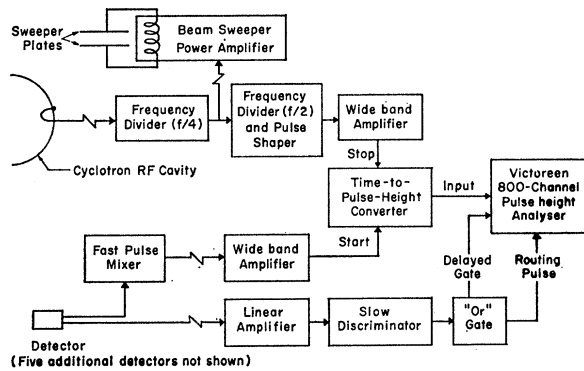 Sweeper
Plates
Beam Sweeper
Power Amplifier
Frequency
Divider (f/4)
Frequency
Divider (f/2)
and Pulse
Shaper
Wide band
Amplifier
Cyclotron RF Cavity
Stop
Time-to-
Pulse-Height
Converter
Input
Victoreen
800-Channel
Pulse height
Analyser
Start
Fast Pulse
Mixer
Wide band
Amplifier
Delayed
Gate
Routing
Pulse
Detector
(Five additional detectors not shown)
Linear
Amplifier
Slow
Discriminator
"Or"
Gate